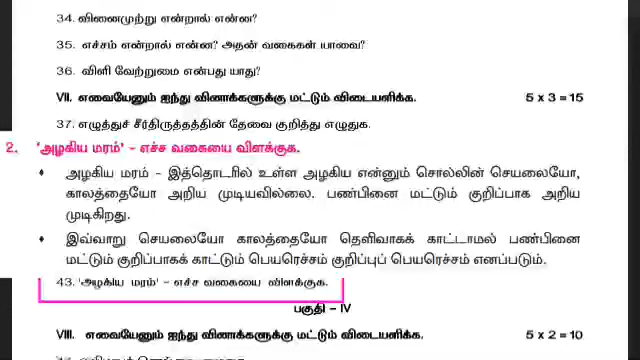 34. வினைமுற்று என்றால் என்ன?
35. எச்சம் என்றால் என்ன? அதன் வகைகள் யாவை?
36. விளி வேற்றுமை என்பது யாது?
VII. எவையேனும் ஐந்து வினாக்களுக்கு மட்டும் விடையளிக்க. 5 x 3 = 15
37. எழுத்துச் சீர்திருத்தத்தின் தேவை குறித்து எழுதுக.
2. 'அழகிய மரம்' – எச்ச வகையை விளக்குக.
♦ அழகிய மரம் – இத்தொடரில் உள்ள அழகிய என்னும் சொல்லின் செயலையோ,
காலத்தையோ அறிய முடியவில்லை. பண்பினை மட்டும் குறிப்பாக அறிய
முடிகிறது.
♦ இவ்வாறு செயலையோ காலத்தையோ தெளிவாகக் காட்டாமல் பண்பினை
மட்டும் குறிப்பாகக் காட்டும் பெயரெச்சம் குறிப்புப் பெயரெச்சம் எனப்படும்.
43. 'அழகிய மரம்' – எச்ச வகையை விளக்குக.
பகுதி – IV
VIII. எவையேனும் ஐந்து வினாக்களுக்கு மட்டும் விடையளிக்க. 5 x 2 = 10